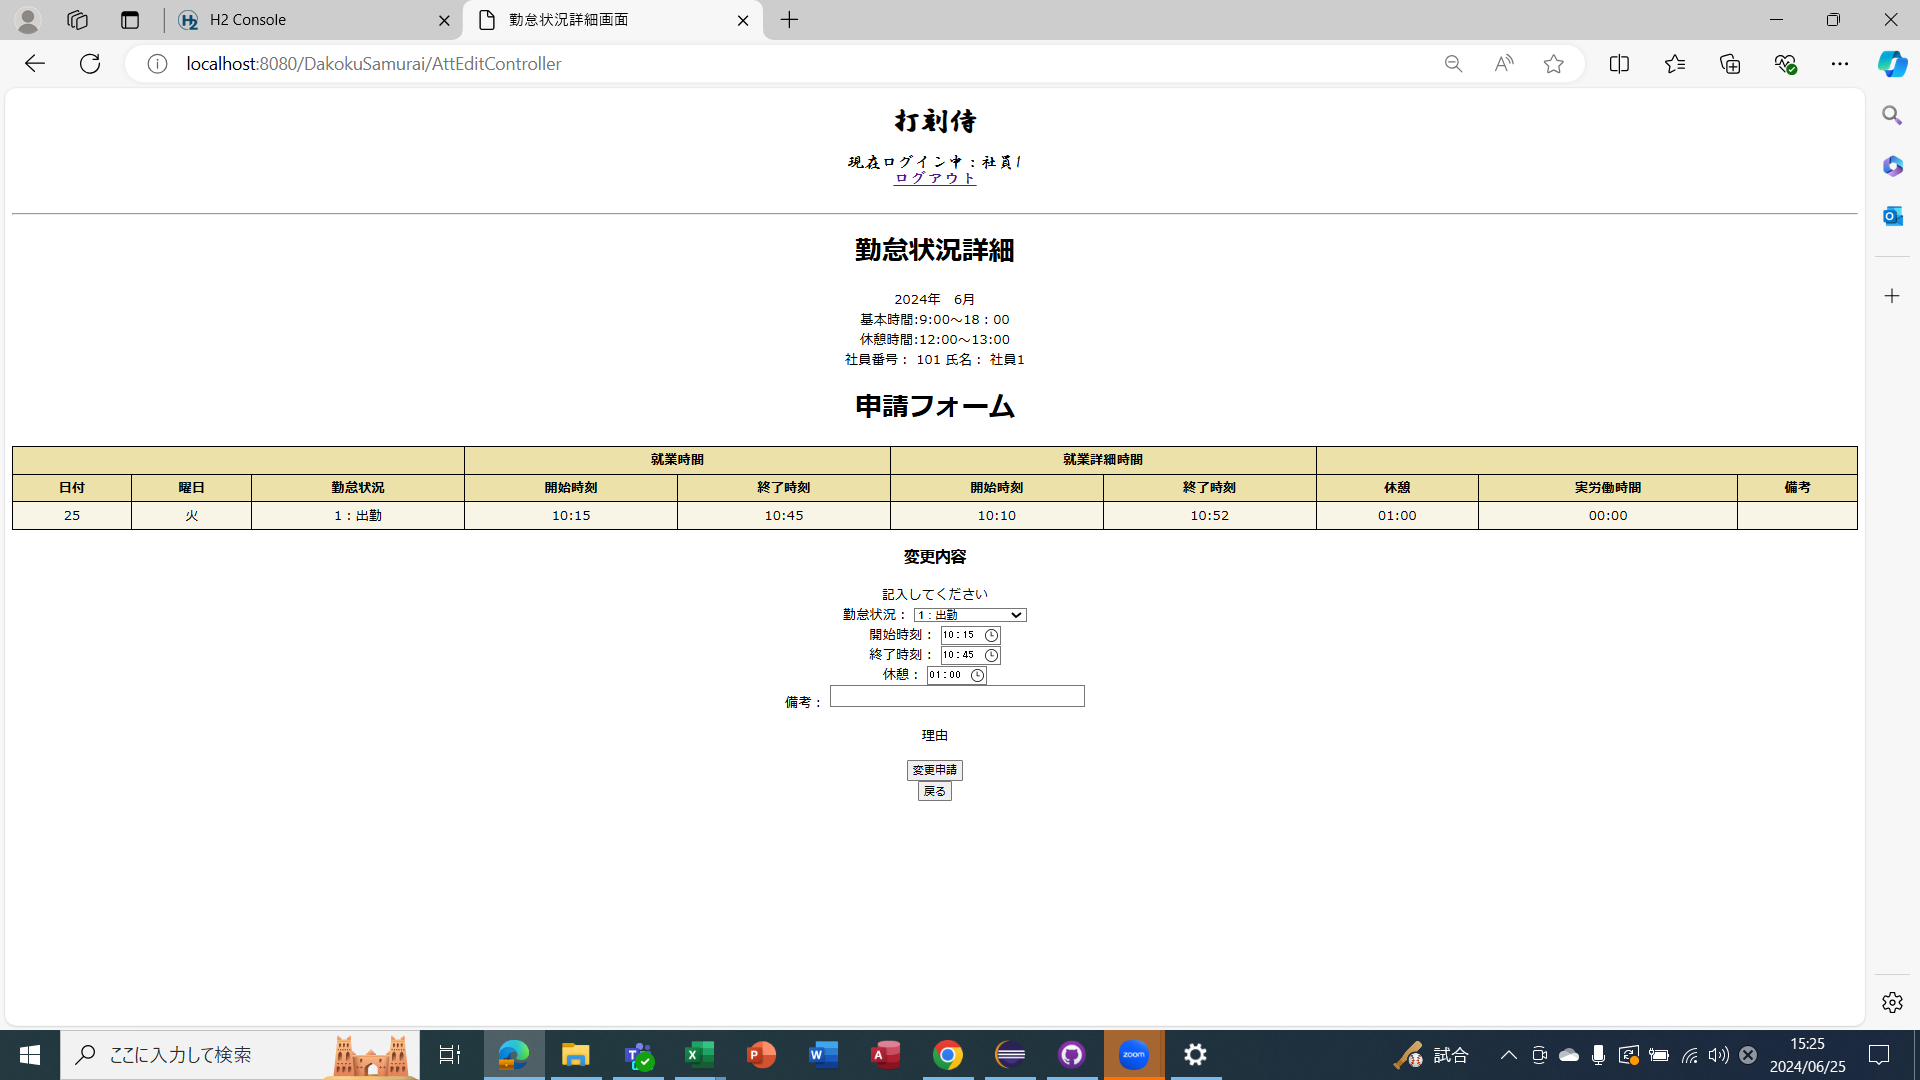 H2 Console
勤怠状況詳細画面
localhost:8080/DakokuSamurai/AttEditController
打刻侍
現在ログイン中：社員1
ログアウト
勤怠状況詳細
2024年　6月
基本時間:9:00～18：00
休憩時間:12:00～13:00
社員番号： 101 氏名： 社員1
申請フォーム
就業時間 就業詳細時間
日付 曜日 勤怠状況 開始時刻 終了時刻 開始時刻 終了時刻 休憩 実労働時間 備考
25 火 1：出勤 10:15 10:45 10:10 10:52 01:00 00:00
変更内容
記入してください
勤怠状況： 1：出勤
開始時刻： 10:15
終了時刻： 10:45
休憩： 01:00
備考：
理由
変更申請
戻る
ここに入力して検索
zoom
試合
15:25
2024/06/25